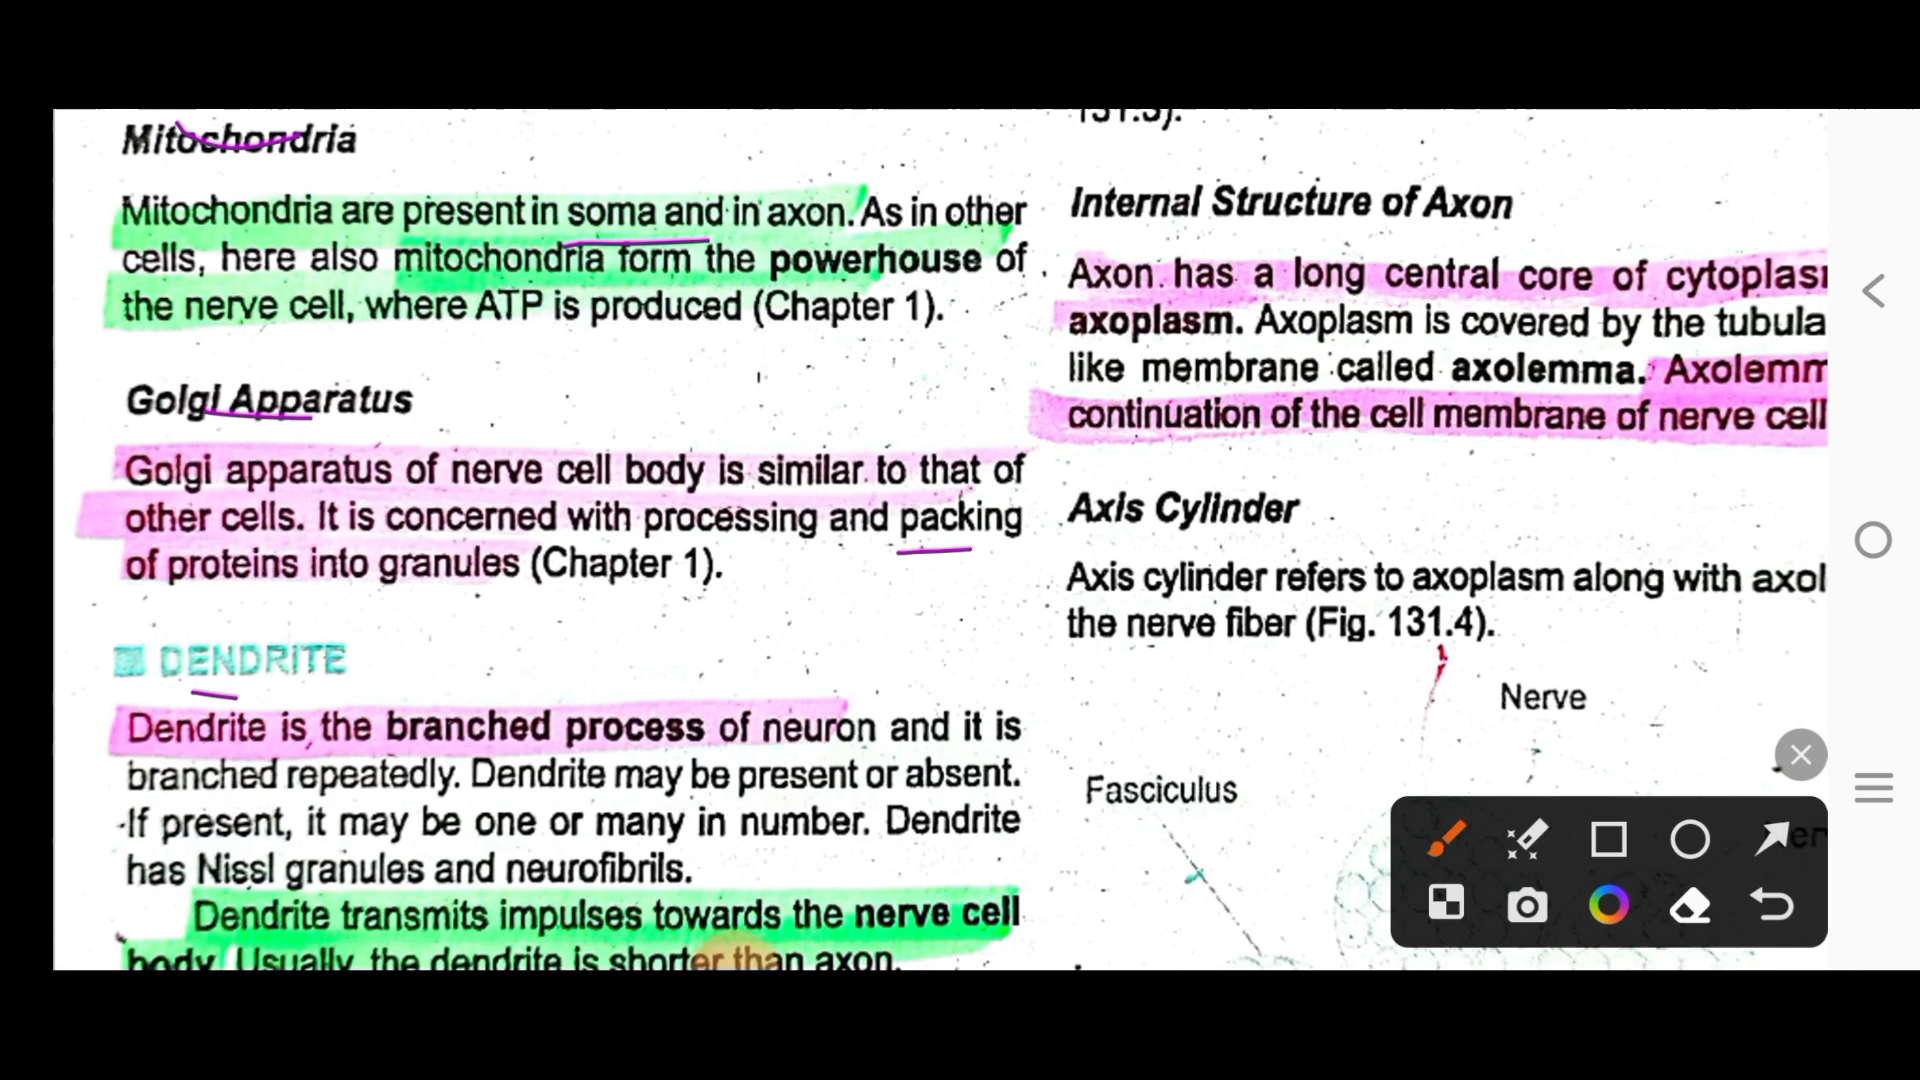 Mitochondria
Mitochondria are present in soma and in axon. As in other
cells, here also mitochondria form the powerhouse of
the nerve cell, where ATP is produced (Chapter 1).
Golgi Apparatus
Golgi apparatus of nerve cell body is similar to that of
other cells. It is concerned with processing and packing
of proteins into granules (Chapter 1).
DENDRITE
Dendrite is the branched process of neuron and it is
branched repeatedly. Dendrite may be present or absent.
If present, it may be one or many in number. Dendrite
has Nissl granules and neurofibrils.
Dendrite transmits impulses towards the nerve cell
body. Usually, the dendrite is shorter than axon.
131.3).
Internal Structure of Axon
Axon has a long central core of
axoplasm. Axoplasm is covered by the
like membrane called axolemma.
continuation of the cell membrane of nerve cell
Axis Cylinder
Axis cylinder refers to axoplasm along with
the nerve fiber (Fig. 131.4).
Nerve
Fasciculus